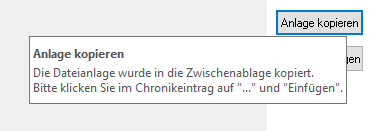 Anlage kopieren
Anlage kopieren
Die Dateianlage wurde in die Zwischenablage kopiert.
Bitte klicken Sie im Chronikeintrag auf "..." und "Einfügen".